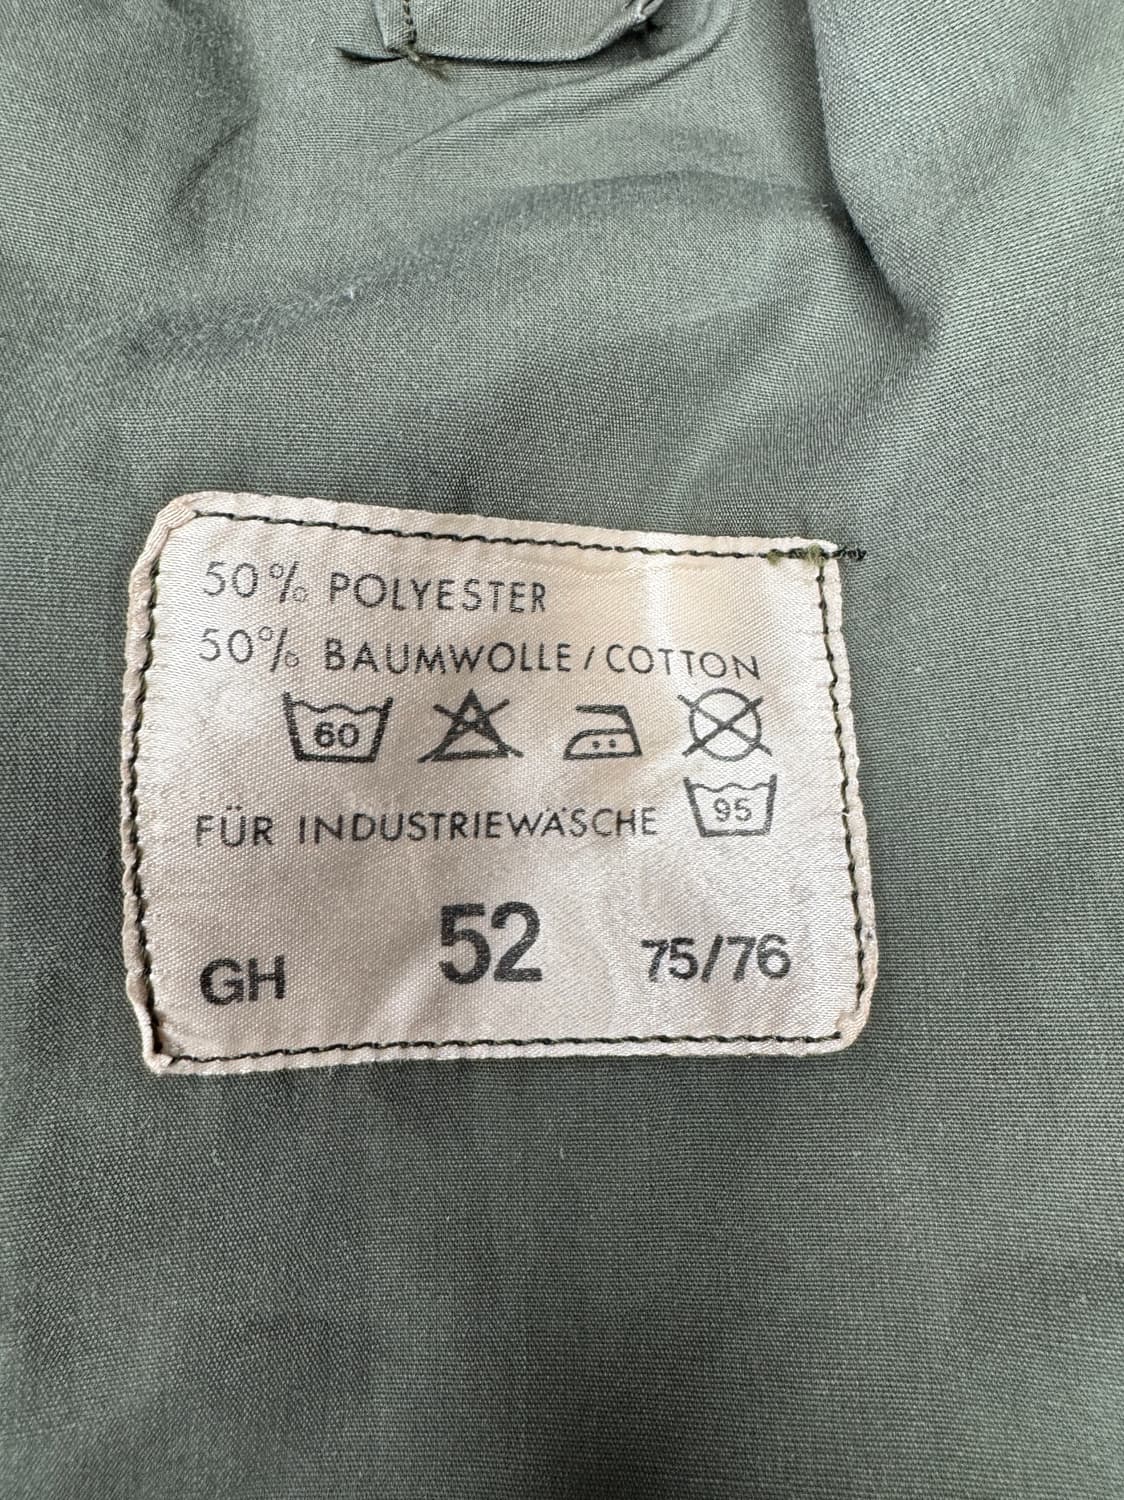 50% POLYESTER
50% BAUMWOLLE / COTTON
60
FÜR INDUSTRIEWÄSCHE 95
GH 52 75/76